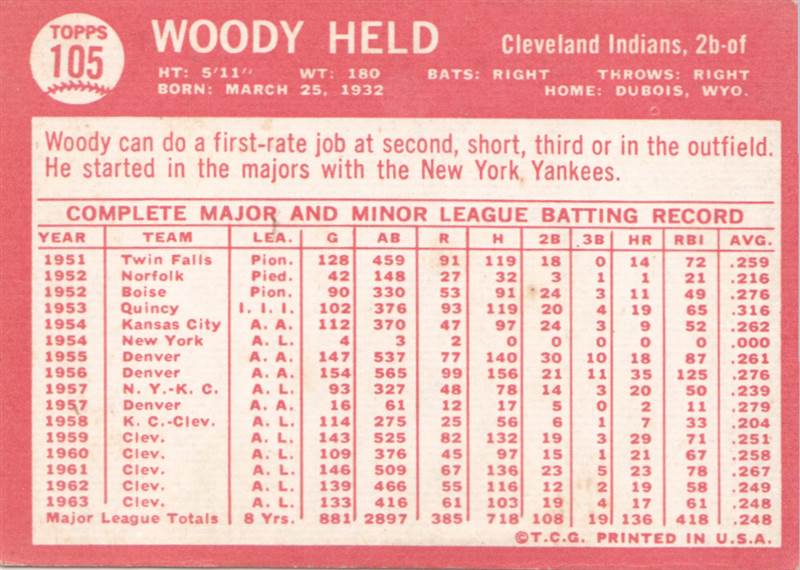 TOPPS
105
WOODY HELD
Cleveland Indians, 2b-of
HT: 5'11" WT: 180 BATS: RIGHT THROWS: RIGHT
BORN: MARCH 25, 1932 HOME: DUBOIS, WYO.
Woody can do a first-rate job at second, short, third or in the outfield.
He started in the majors with the New York Yankees.
COMPLETE MAJOR AND MINOR LEAGUE BATTING RECORD
YEAR TEAM LEA. G AB R H 2B 3B HR RBI AVG.
1951 Twin Falls Pion. 128 459 91 119 18 0 14 72 .259
1952 Norfolk Pied. 42 148 27 32 3 1 1 21 .216
1952 Boise Pion. 90 330 53 91 24 3 11 49 .276
1953 Quincy I. I. I. 102 376 93 119 20 4 19 65 .316
1954 Kansas City A. A. 112 370 47 97 24 3 9 52 .262
1954 New York A. L. 4 3 2 0 0 0 0 0 .000
1955 Denver A. A. 147 537 77 140 30 10 18 87 .261
1956 Denver A. A. 154 565 99 156 21 11 35 125 .276
1957 N. Y.-K. C. A. L. 93 327 48 78 14 3 20 50 .239
1957 Denver A. A. 16 61 12 17 5 0 2 11 .279
1958 K. C.-Clev. A. L. 114 275 25 56 6 1 7 33 .204
1959 Clev. A. L. 143 525 82 132 19 3 29 71 .251
1960 Clev. A. L. 109 376 45 97 15 1 21 67 .258
1961 Clev. A. L. 146 509 67 136 23 5 23 78 .267
1962 Clev. A. L. 139 466 55 116 12 2 19 58 .249
1963 Clev. A. L. 133 416 61 103 19 4 17 61 .248
Major League Totals 8 Yrs. 881 2897 385 718 108 19 136 418 .248
©T.C.G. PRINTED IN U.S.A.